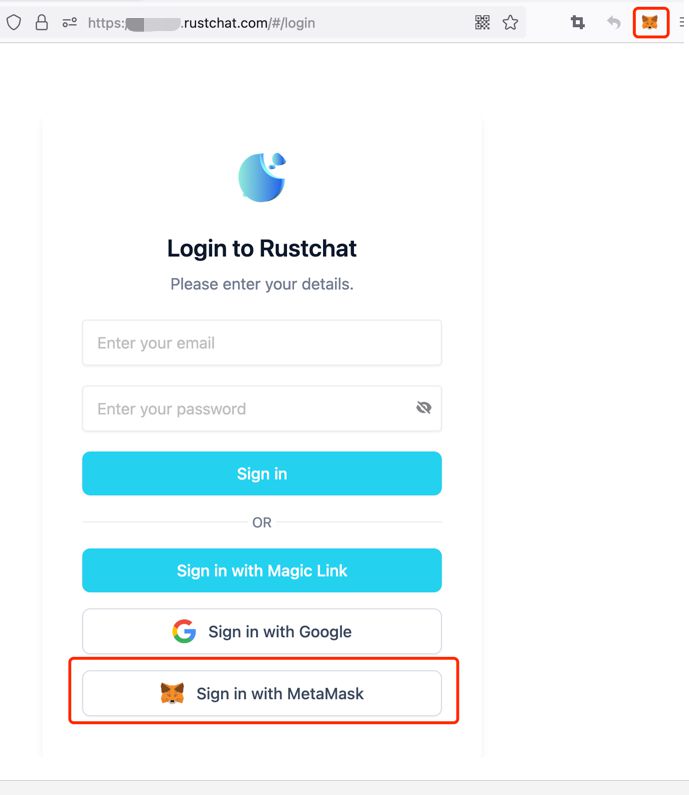 https:/ .rustchat.com/#/login
Login to Rustchat
Please enter your details.
Enter your email
Enter your password
Sign in
OR
Sign in with Magic Link
Sign in with Google
Sign in with MetaMask